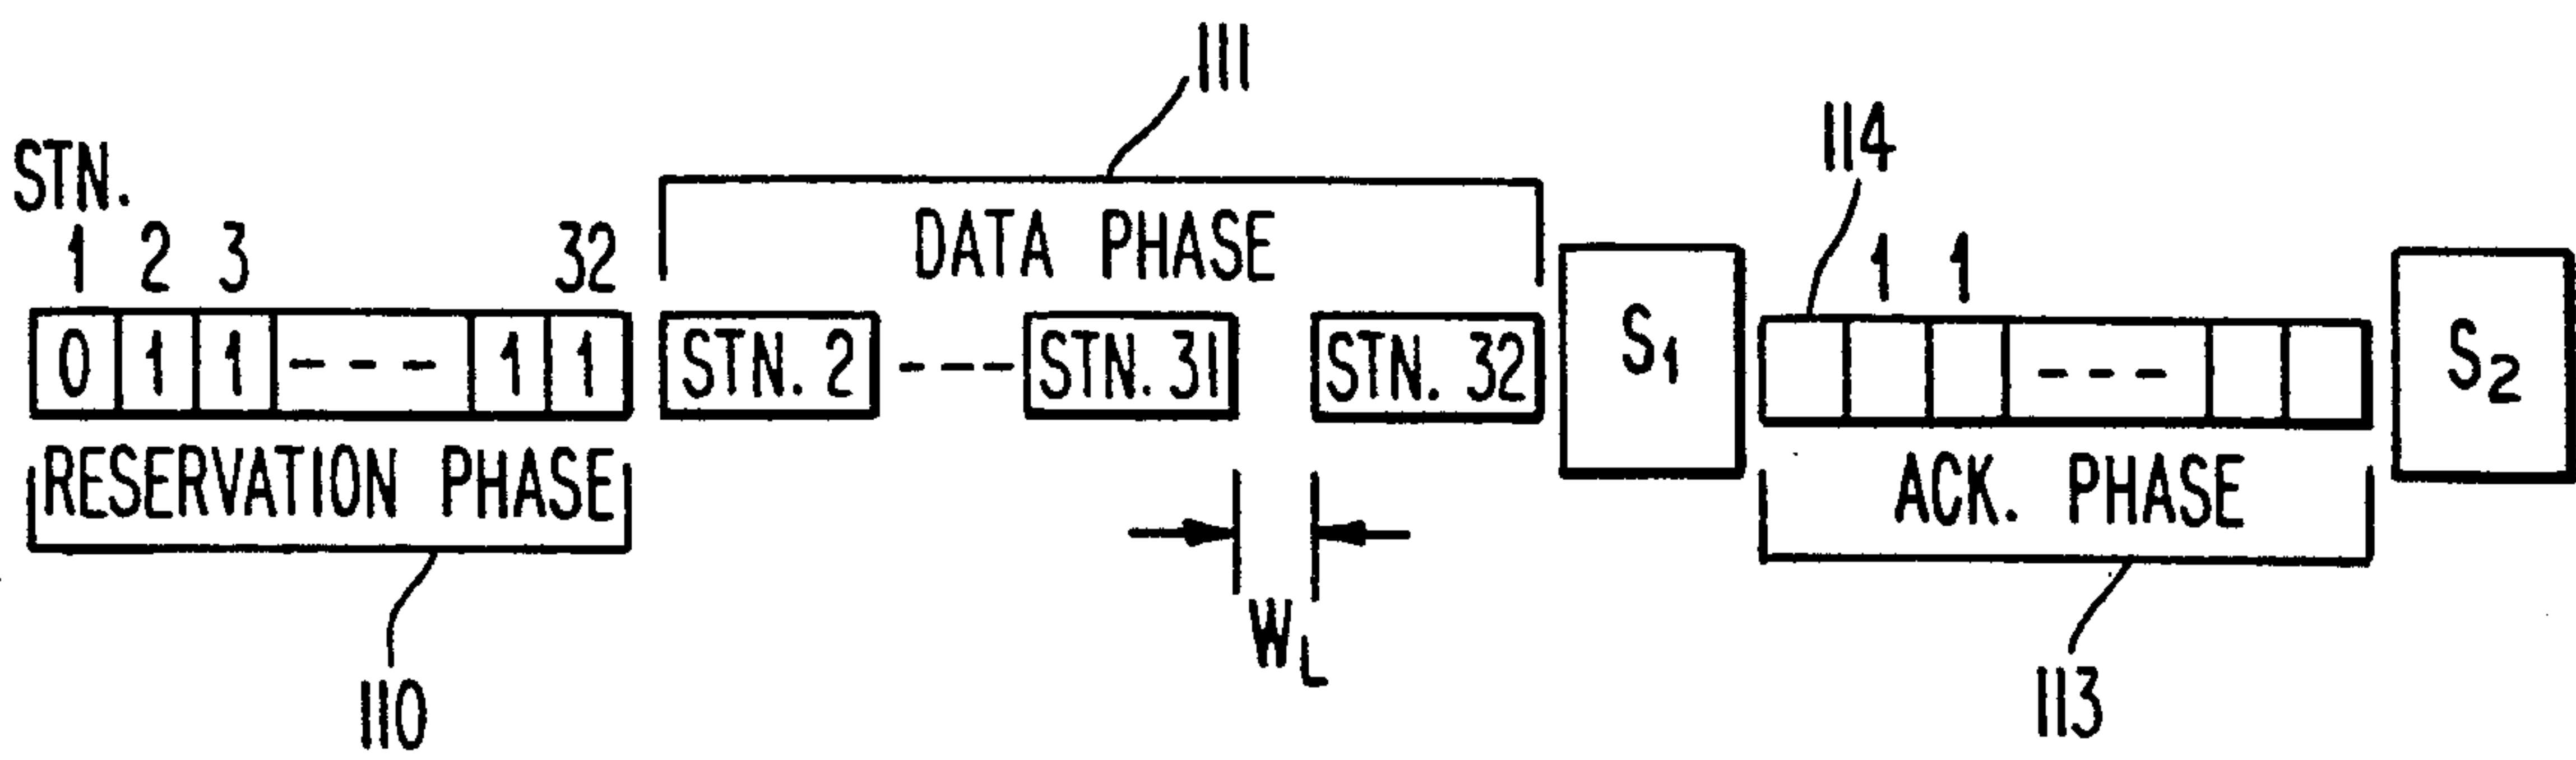 111
114
STN.
1 2 3 32
DATA PHASE
1 1
0 1 1 --- 1 1
STN. 2 --- STN. 31 STN. 32
S1
---
S2
RESERVATION PHASE
ACK. PHASE
WL
110
113